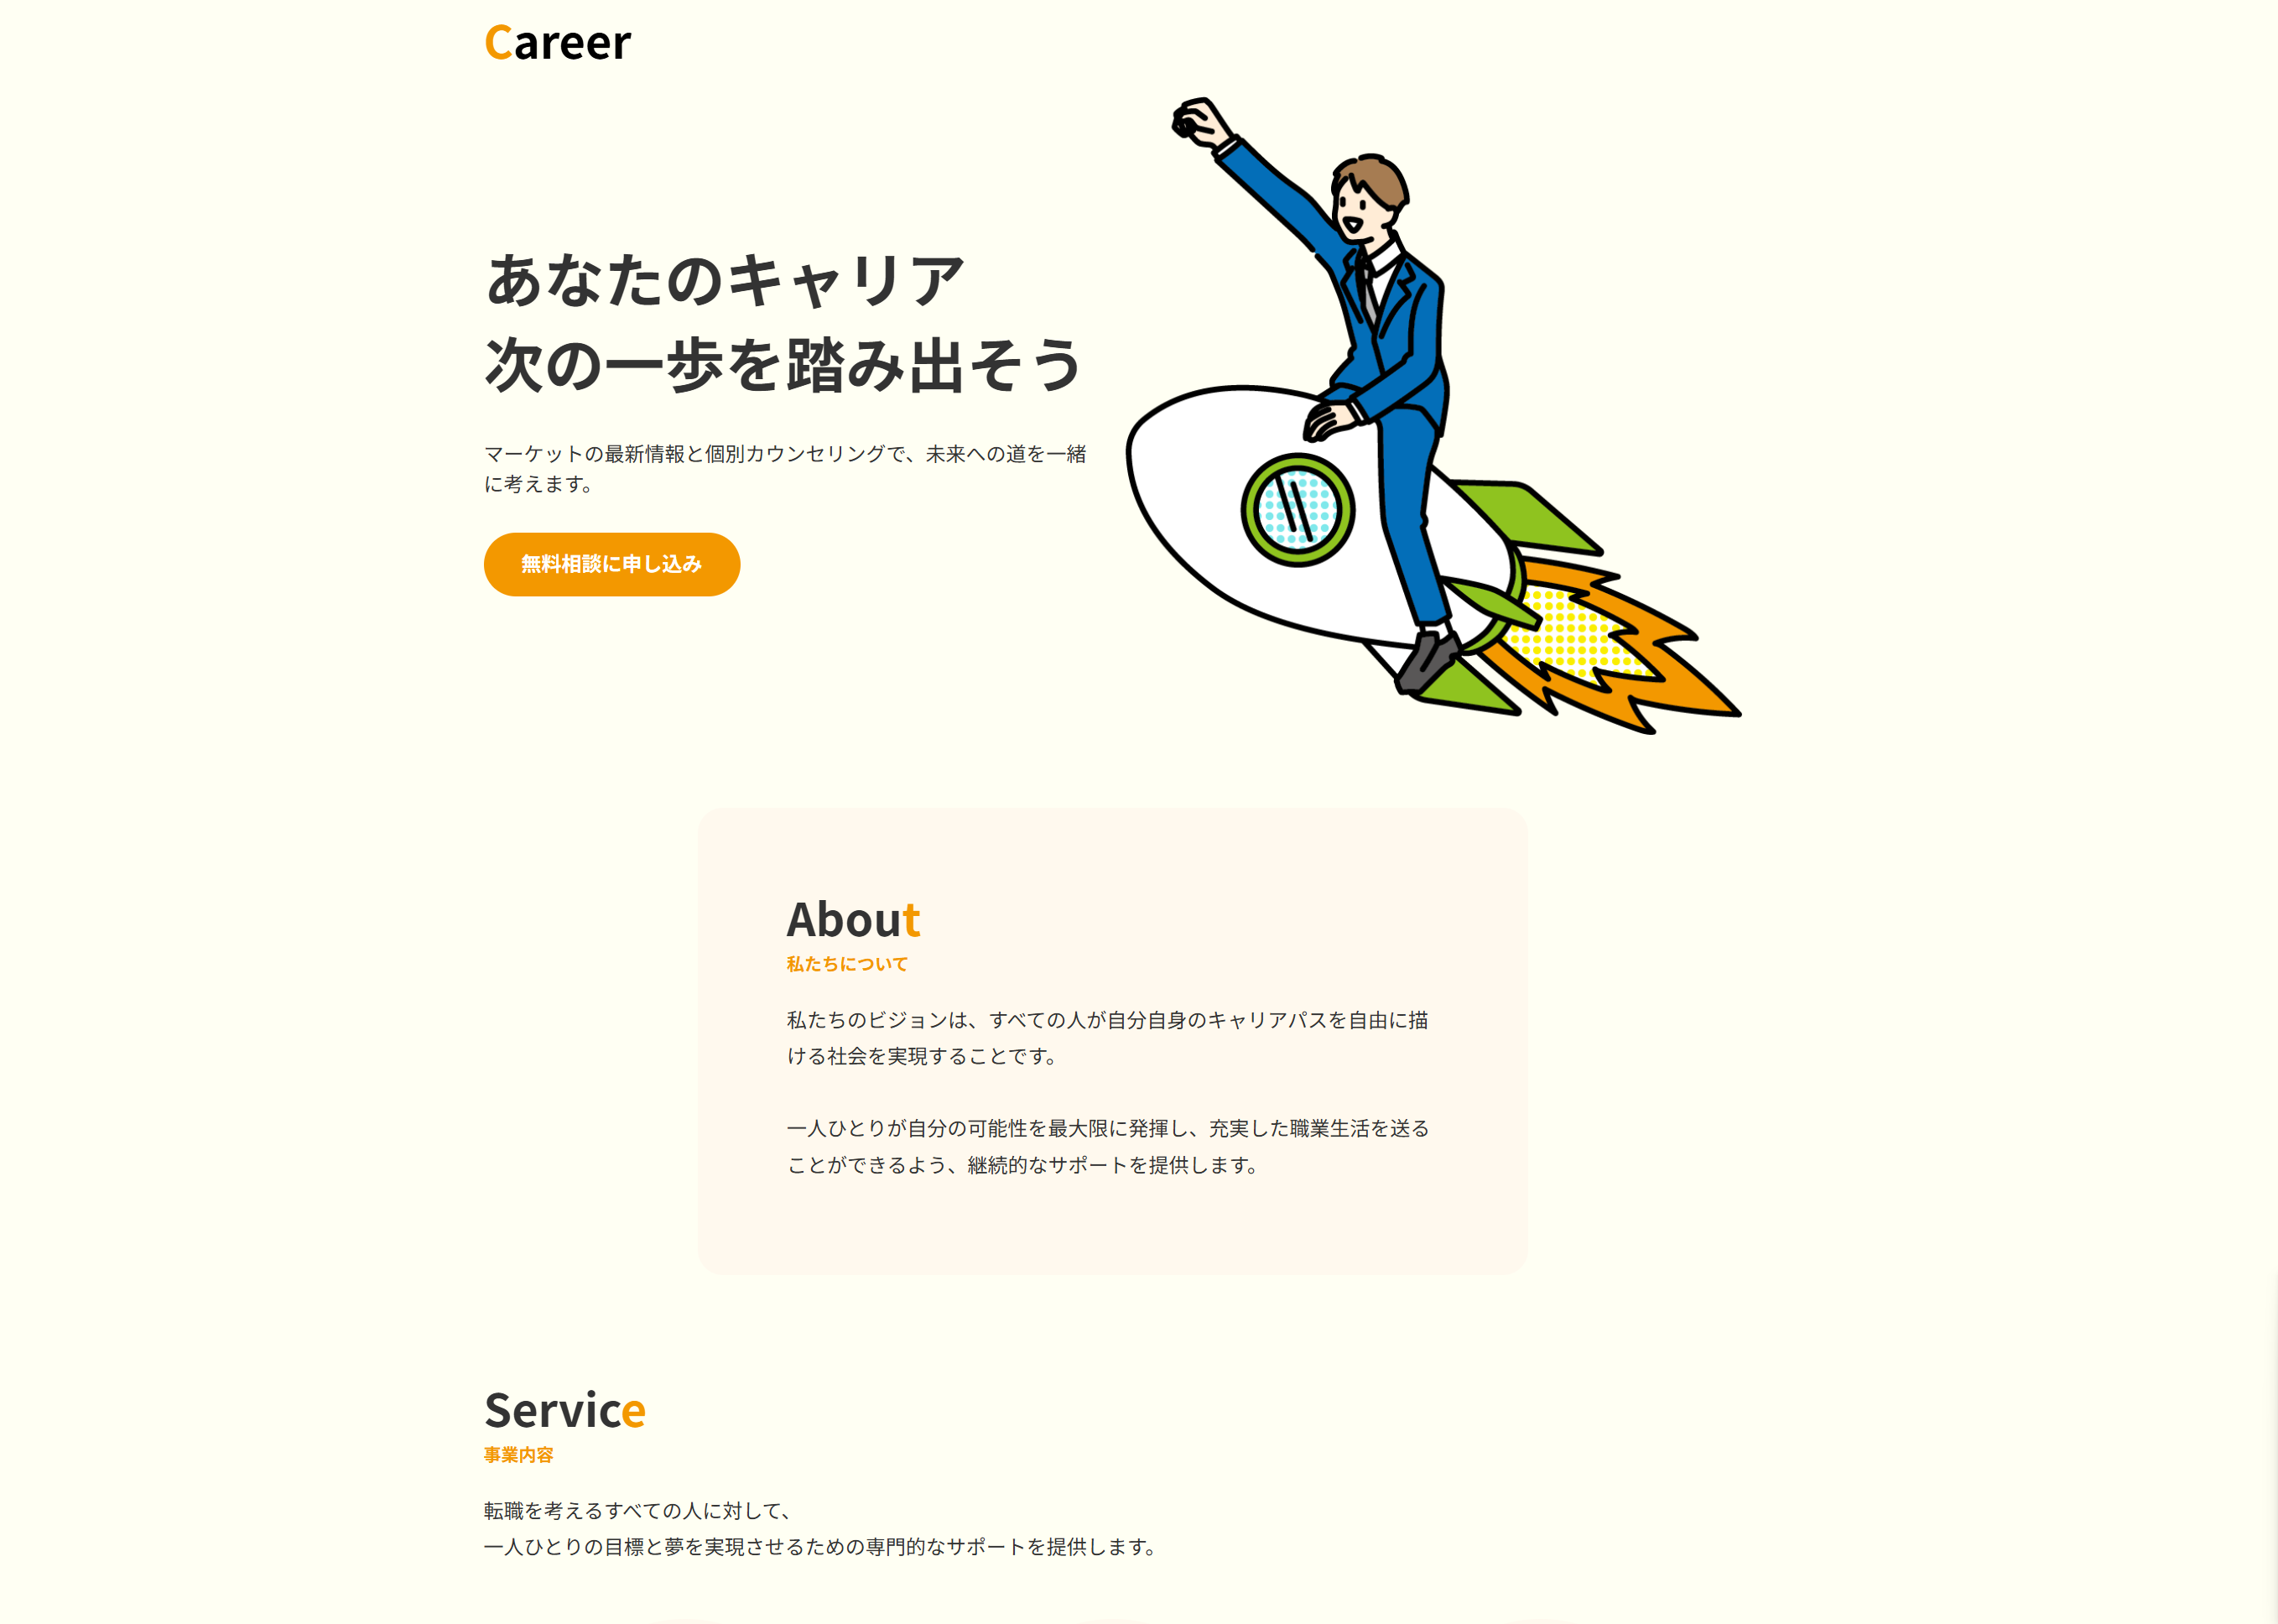 Career
あなたのキャリア
次の一歩を踏み出そう
マーケットの最新情報と個別カウンセリングで、未来への道を一緒
に考えます。
無料相談に申し込み
About
私たちについて
私たちのビジョンは、すべての人が自分自身のキャリアパスを自由に描
ける社会を実現することです。
一人ひとりが自分の可能性を最大限に発揮し、充実した職業生活を送る
ことができるよう、継続的なサポートを提供します。
Service
事業内容
転職を考えるすべての人に対して、
一人ひとりの目標と夢を実現させるための専門的なサポートを提供します。